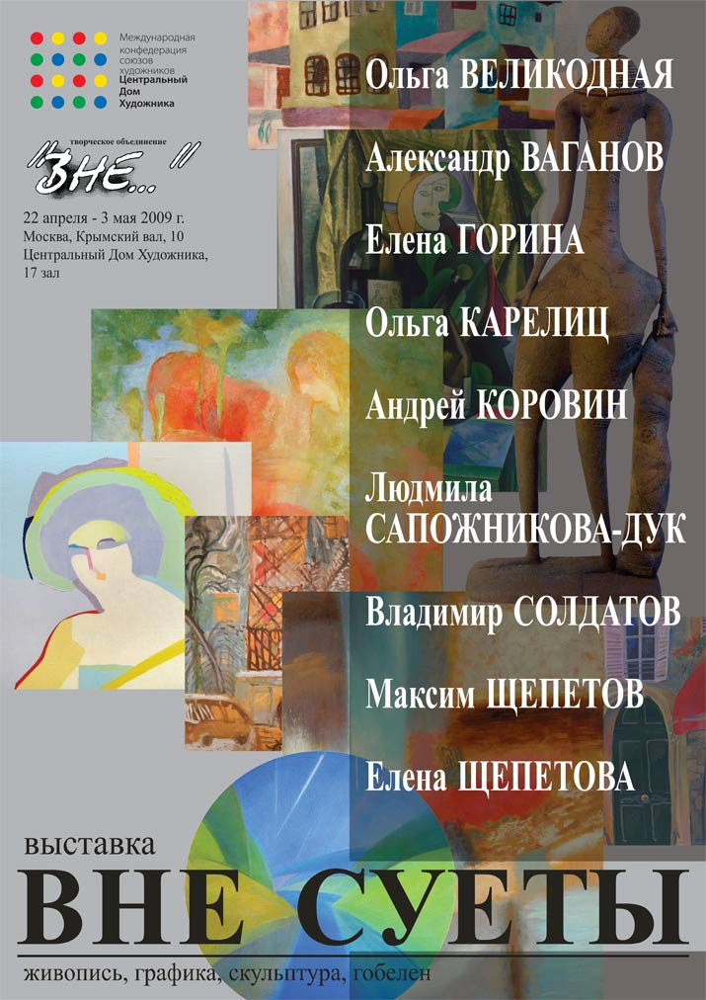 Международная
конфедерация
союзов
художников
Центральный
Дом
Художника
творческое объединение
"ВНЕ..."
22 апреля - 3 мая 2009 г.
Москва, Крымский вал, 10
Центральный Дом Художника,
17 зал
Ольга ВЕЛИКОДНАЯ
Александр ВАГАНОВ
Елена ГОРИНА
Ольга КАРЕЛИЦ
Андрей КОРОВИН
Людмила
САПОЖНИКОВА-ДУК
Владимир СОЛДАТОВ
Максим ЩЕПЕТОВ
Елена ЩЕПЕТОВА
выставка
ВНЕ СУЕТЫ
живопись, графика, скульптура, гобелен